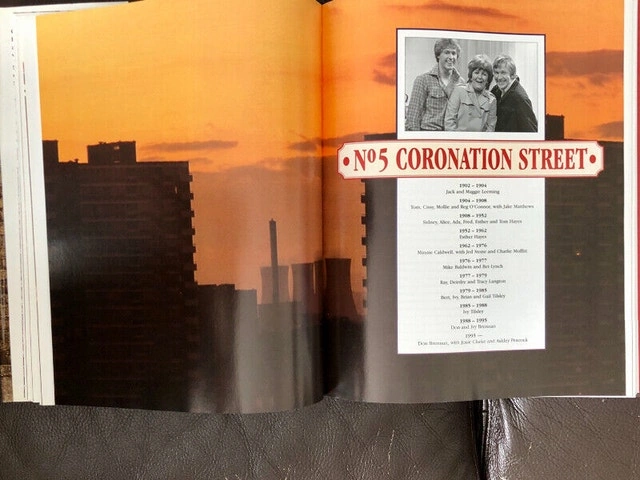 Nº5 CORONATION STREET
1902 – 1904
Jack and Maggie Leeming
1904 – 1908
Tom, Cissy, Mollie and Reg O'Connor, with Jake Matthews
1908 – 1952
Sidney, Alice, Ada, Fred, Esther and Tom Hayes
1952 – 1962
Esther Hayes
1962 – 1976
Minnie Caldwell, with Jed Stone and Charlie Moffitt
1976 – 1977
Mike Baldwin and Bet Lynch
1977 – 1979
Ray, Deirdre and Tracy Langton
1979 – 1985
Bert, Ivy, Brian and Gail Tilsley
1985 – 1988
Ivy Tilsley
1988 – 1995
Don and Ivy Brennan
1995 —
Don Brennan, with Josie Clarke and Ashley Peacock